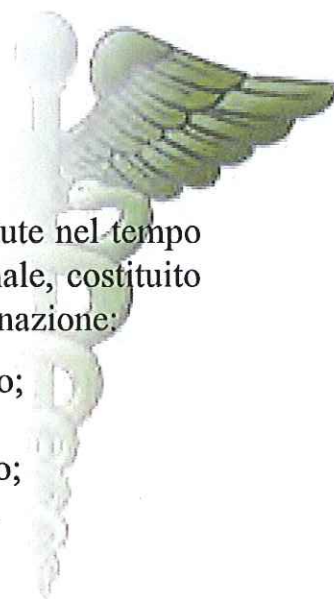 ute nel tempo
nale, costituito
nazione:
o;
o;